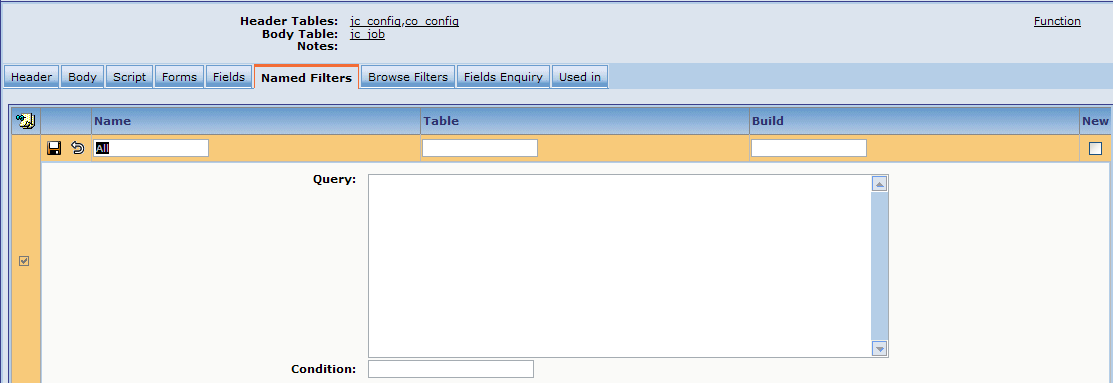 Header Tables: jc_config,co_config Function
Body Table: jc_job
Notes:
Header Body Script Forms Fields Named Filters Browse Filters Fields Enquiry Used in
Name Table Build New
All
Query:
Condition: